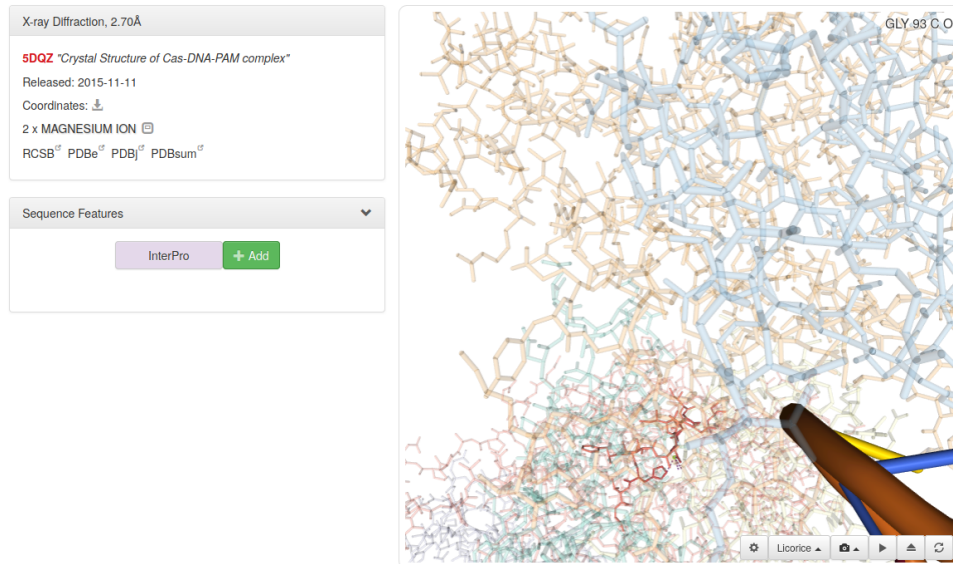 X-ray Diffraction, 2.70Å
5DQZ "Crystal Structure of Cas-DNA-PAM complex"
Released: 2015-11-11
Coordinates:
2 x MAGNESIUM ION
RCSB PDBe PDBj PDBsum
Sequence Features
InterPro + Add
GLY 93 C O
Licorice